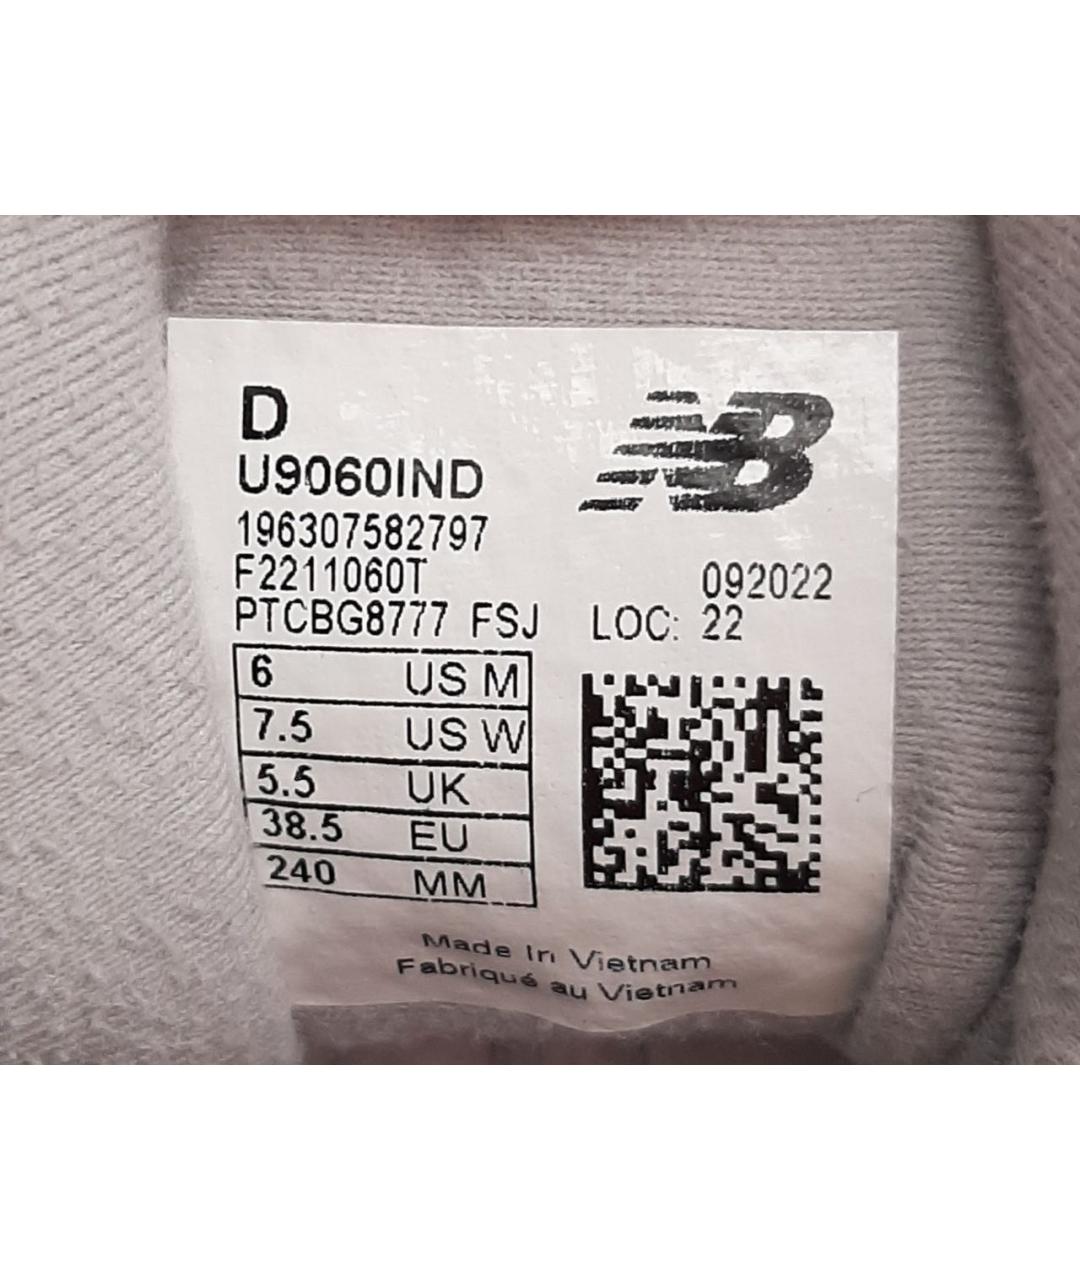 D
NB
U9060IND
196307582797
F2211060T 092022
PTCBG8777 FSJ LOC: 22
6 US M
7.5 US W
5.5 UK
38.5 EU
240 MM
Made In Vietnam
Fabriqué au Vietnam